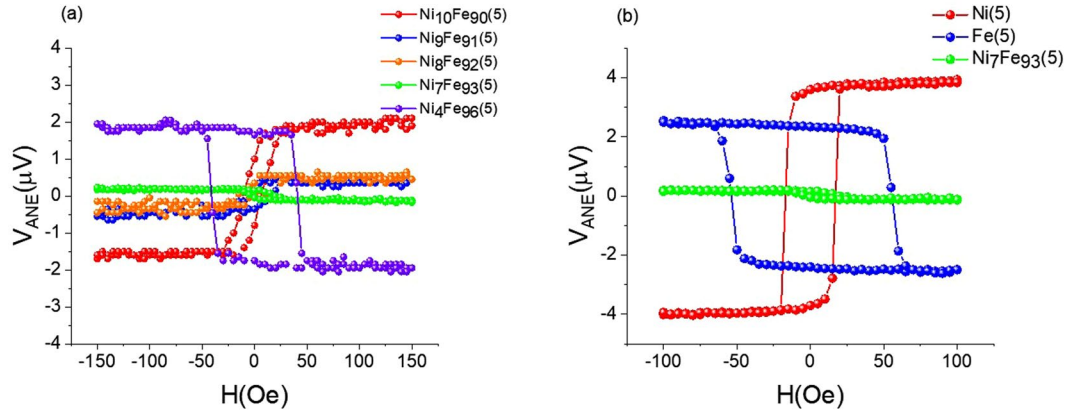 (a)
Ni10Fe90(5)
Ni9Fe91(5)
Ni8Fe92(5)
Ni7Fe93(5)
Ni4Fe96(5)
4
3
2
1
0
-1
-2
-3
-4
VANE(μV)
-150 -100 -50 0 50 100 150
H(Oe)
(b)
Ni(5)
Fe(5)
Ni7Fe93(5)
6
4
2
0
-2
-4
VANE(μV)
-100 -50 0 50 100
H(Oe)